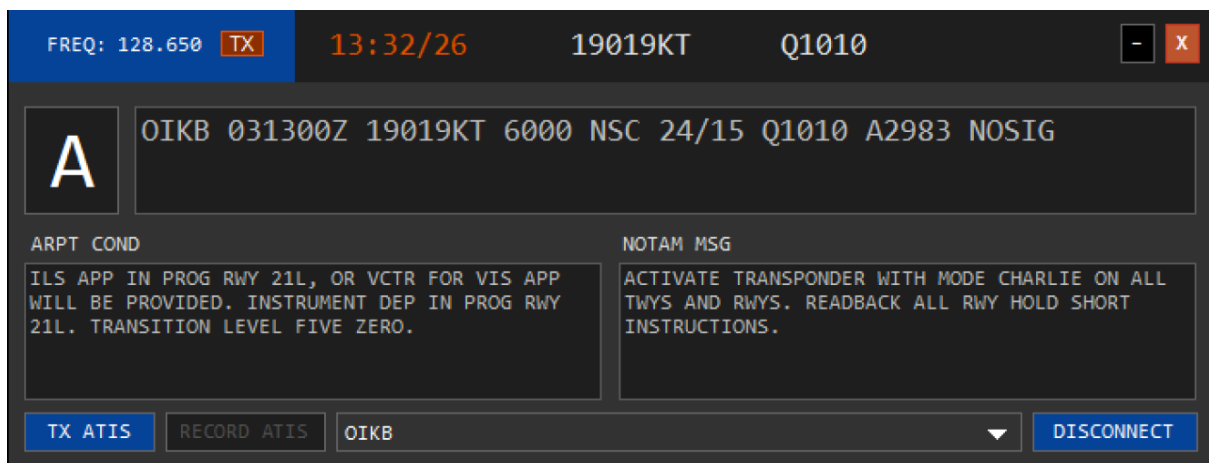 FREQ: 128.650 TX 13:32/26 19019KT Q1010 - X
A
OIKB 031300Z 19019KT 6000 NSC 24/15 Q1010 A2983 NOSIG
ARPT COND
ILS APP IN PROG RWY 21L, OR VCTR FOR VIS APP
WILL BE PROVIDED. INSTRUMENT DEP IN PROG RWY
21L. TRANSITION LEVEL FIVE ZERO.
NOTAM MSG
ACTIVATE TRANSPONDER WITH MODE CHARLIE ON ALL
TWYS AND RWYS. READBACK ALL RWY HOLD SHORT
INSTRUCTIONS.
TX ATIS RECORD ATIS OIKB DISCONNECT